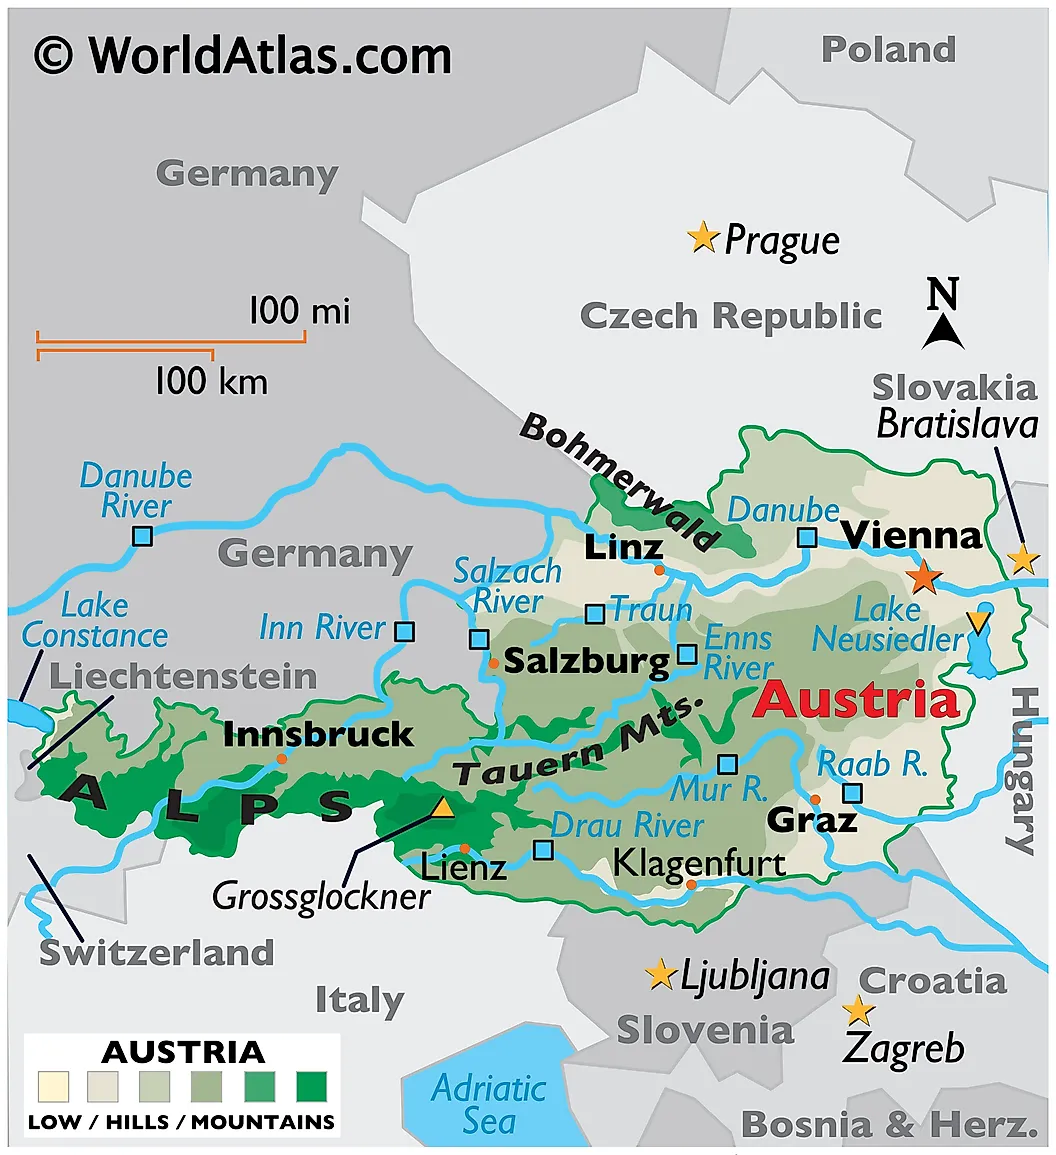 © WorldAtlas.com
Poland
Germany
Prague
Czech Republic
N
100 mi
100 km
Slovakia
Bratislava
Bohmerwald
Danube
River
Danube
Vienna
Linz
Germany
Salzach
River
Lake
Constance
Inn River
Traun
Lake
Neusiedler
Enns
River
Salzburg
Liechtenstein
Austria
Innsbruck
Hungary
Tauern Mts.
ALPS
Mur R.
Raab R.
Graz
Drau River
Lienz
Klagenfurt
Grossglockner
Switzerland
Italy
Ljubljana
Slovenia
Croatia
Zagreb
Adriatic
Sea
Bosnia & Herz.
AUSTRIA
LOW / HILLS / MOUNTAINS